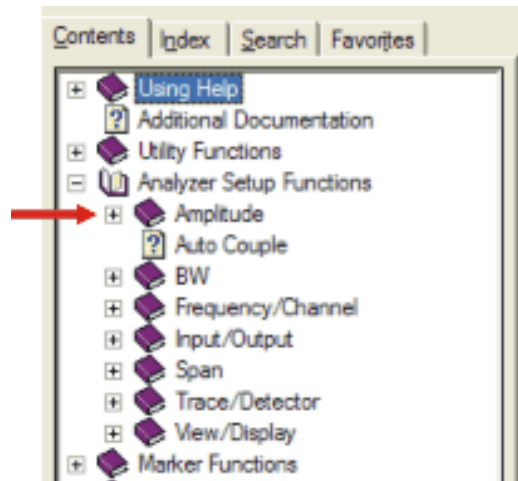 Contents Index Search Favorites
Using Help
Additional Documentation
Utility Functions
Analyzer Setup Functions
Amplitude
Auto Couple
BW
Frequency/Channel
Input/Output
Span
Trace/Detector
View/Display
Marker Functions